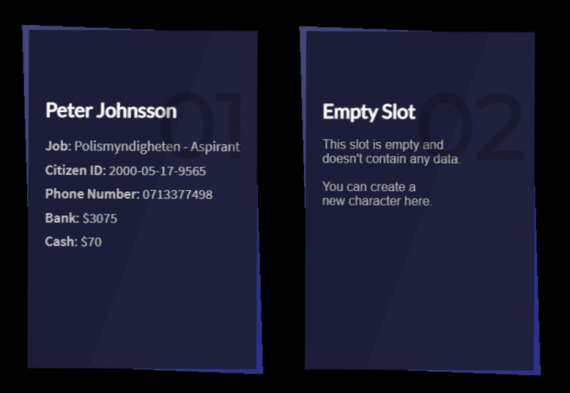 01
Peter Johnsson
Job: Polismyndigheten - Aspirant
Citizen ID: 2000-05-17-9565
Phone Number: 0713377498
Bank: $3075
Cash: $70
02
Empty Slot
This slot is empty and
doesn't contain any data.
You can create a
new character here.